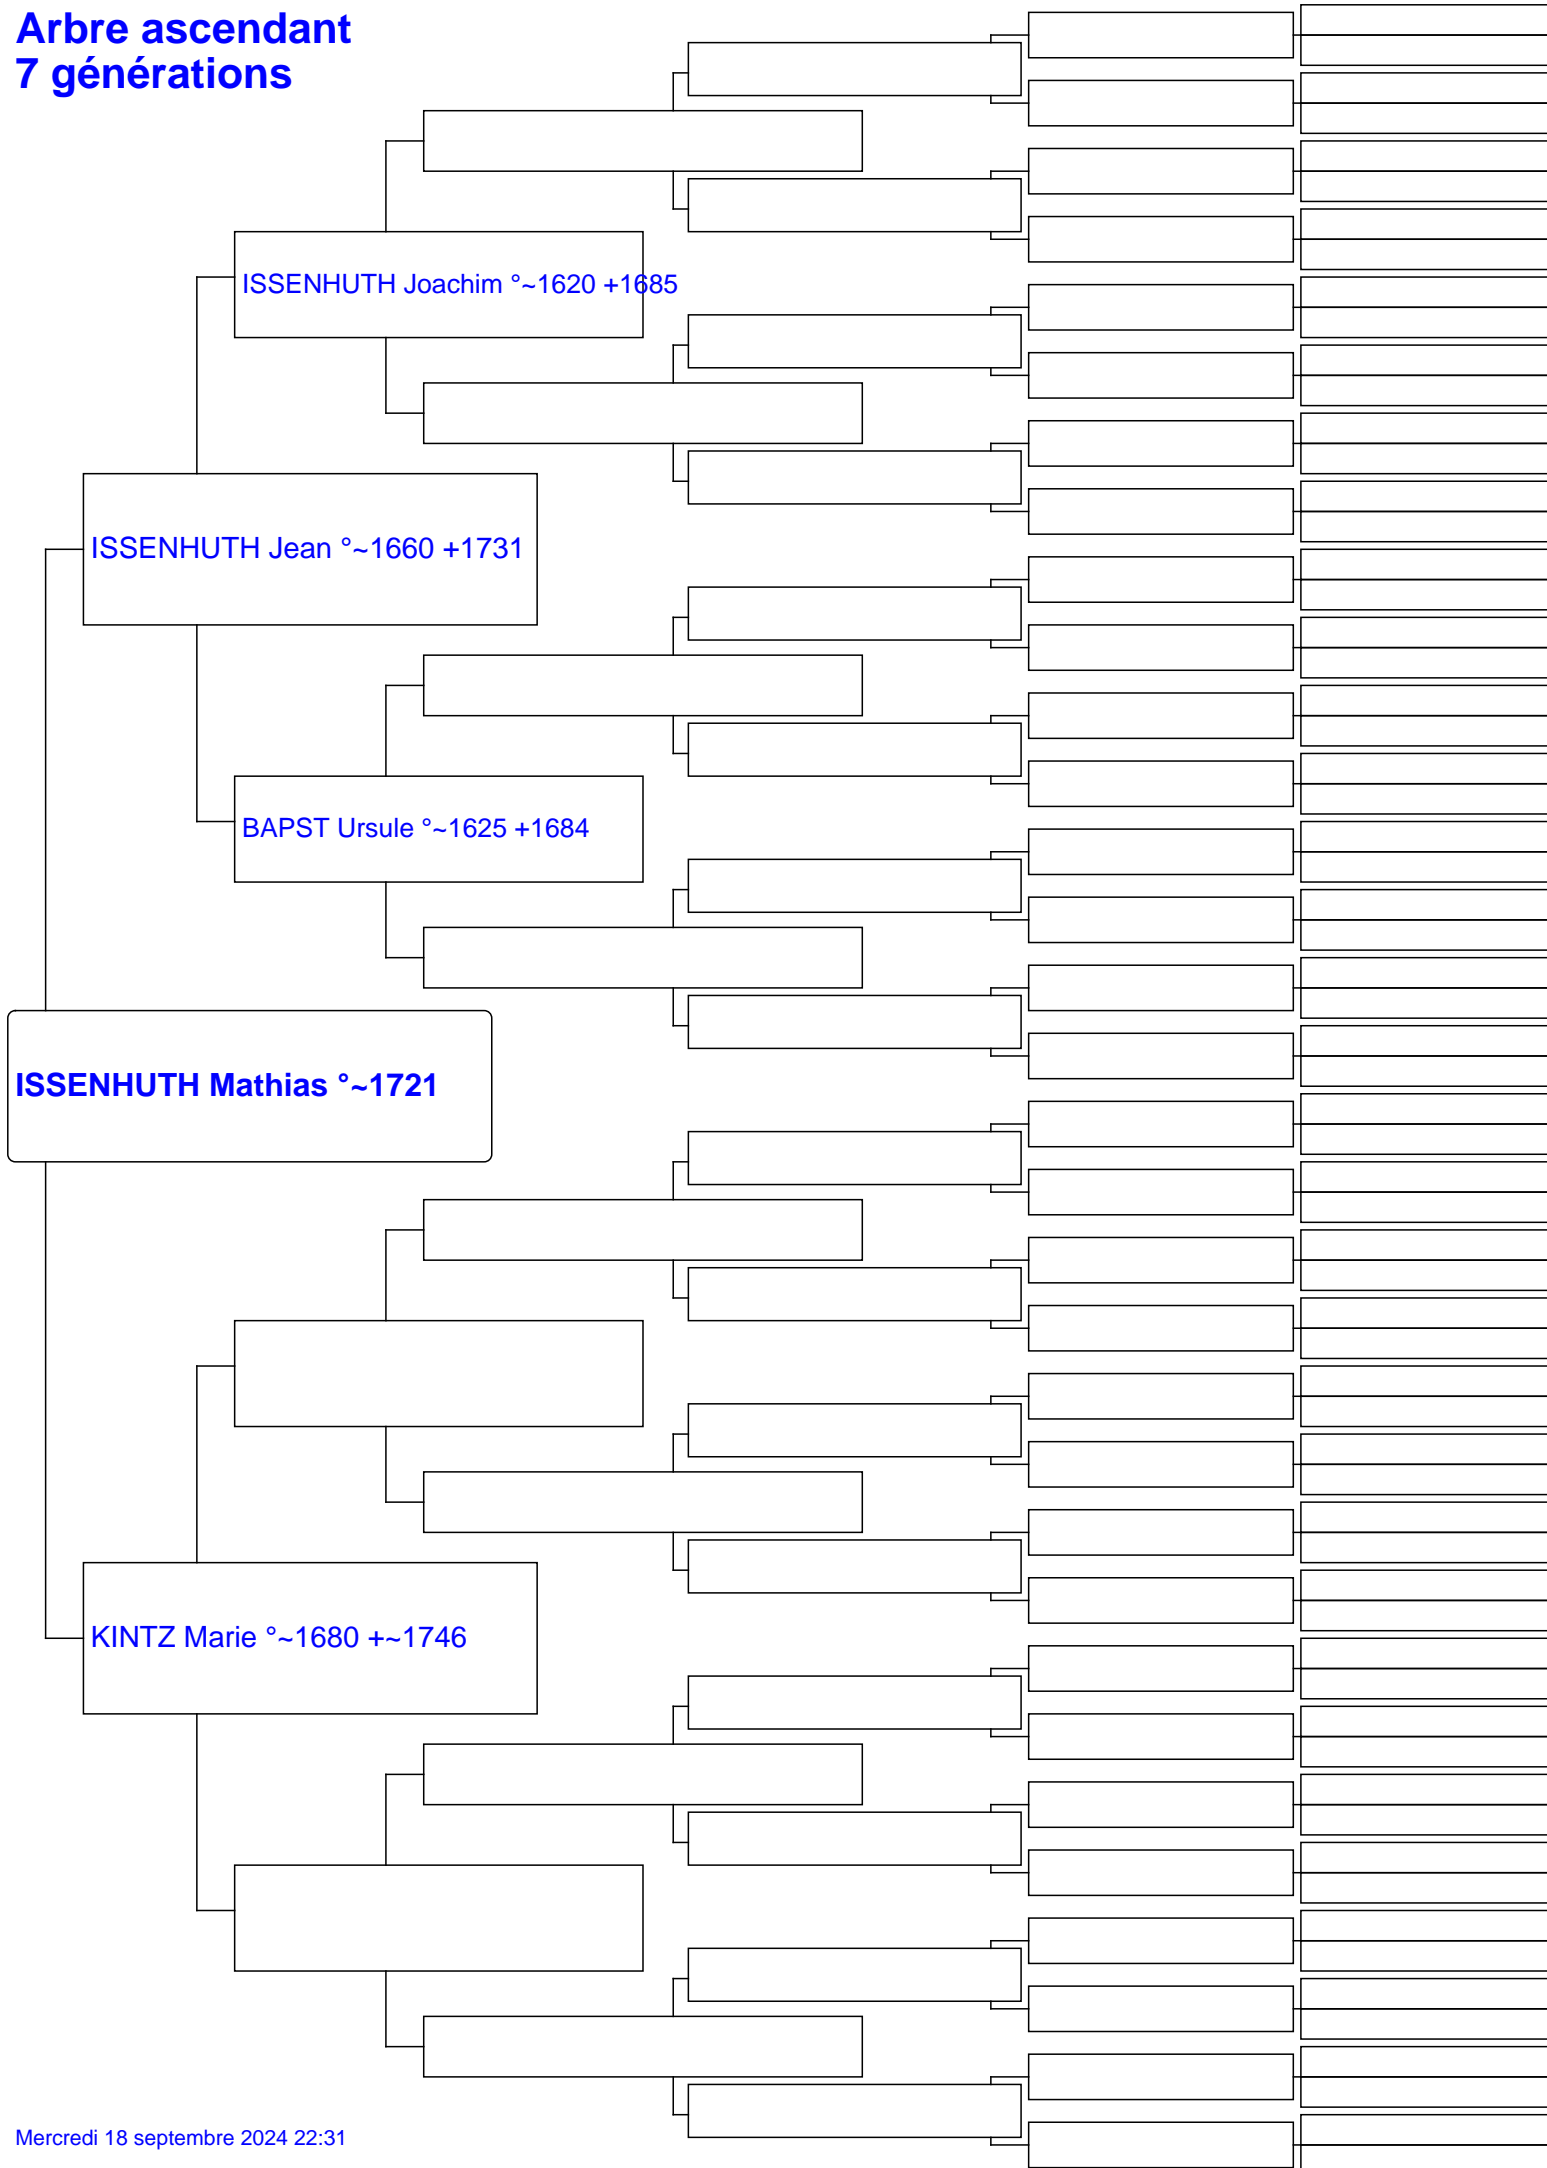 Arbre ascendant
7 générations
ISSENHUTH Joachim °~1620 +1685
ISSENHUTH Jean °~1660 +1731
BAPST Ursule °~1625 +1684
ISSENHUTH Mathias °~1721
KINTZ Marie °~1680 +~1746
Mercredi 18 septembre 2024 22:31